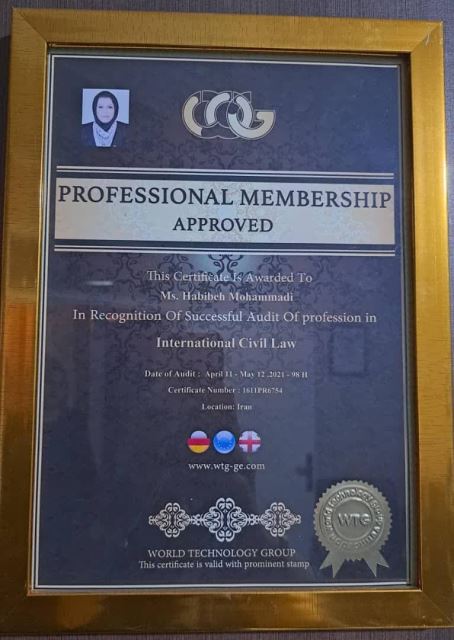 PROFESSIONAL MEMBERSHIP
APPROVED
This Certificate Is Awarded To
Ms. Habibeh Mohammadi
In Recognition Of Successful Audit Of profession in
International Civil Law
Date of Audit : April 11 - May 12 ,2021 - 98 H
Certificate Number : 1611PR6754
Location: Iran
www.wtg-ge.com
WTG
WORLD TECHNOLOGY GROUP
This certificate is valid with prominent stamp